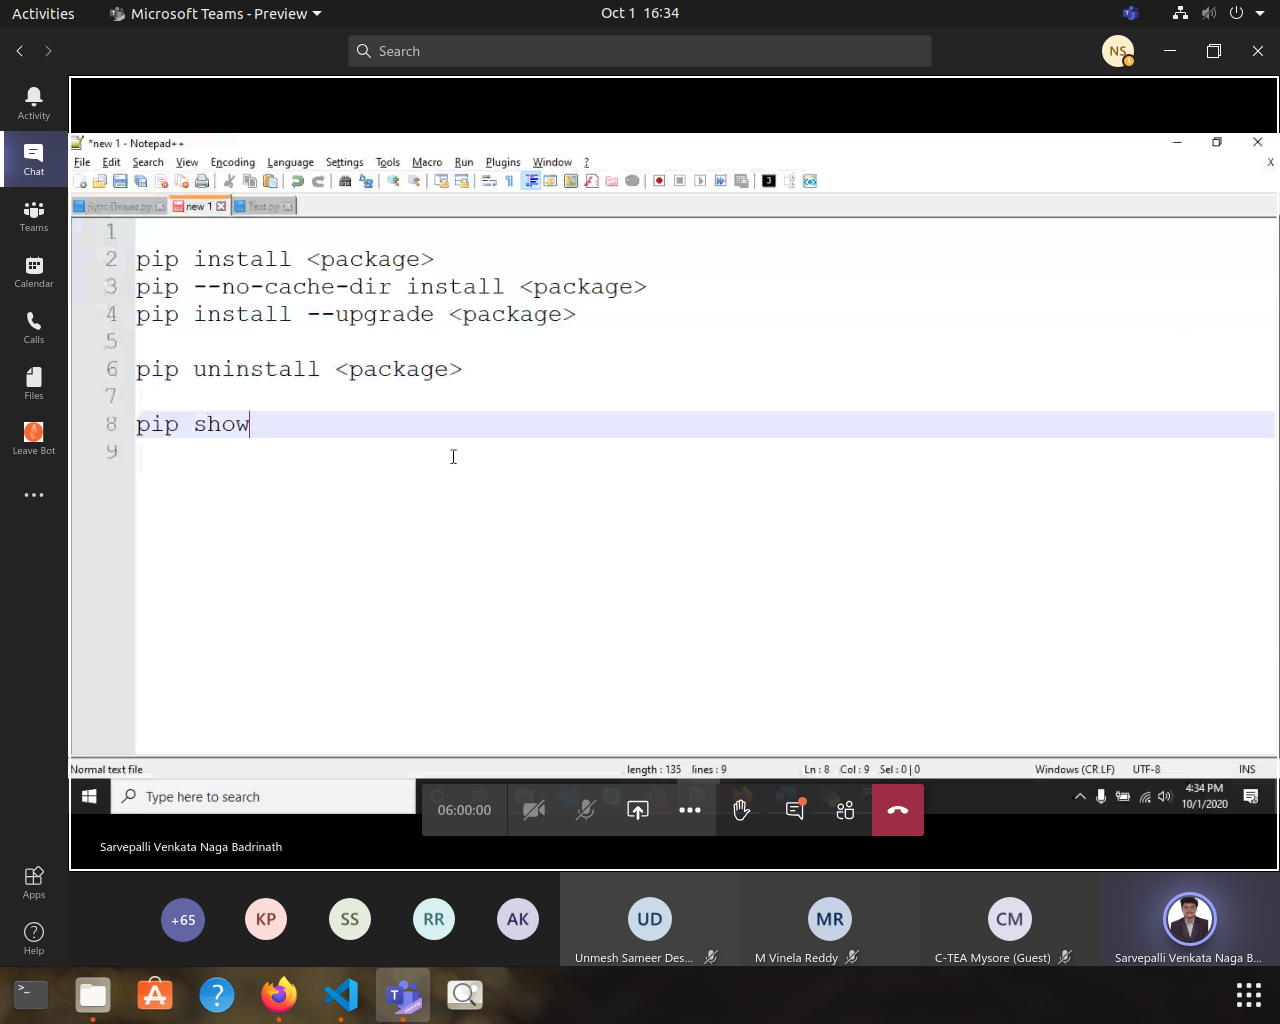 Activities
Microsoft Teams - Preview
Oct 1 16:34
Search
NS
Activity
Chat
Teams
Calendar
Calls
Files
Leave Bot
Apps
Help
*new 1 - Notepad++
File Edit Search View Encoding Language Settings Tools Macro Run Plugins Window ?
X
new 1
1
2 pip install <package>
3 pip --no-cache-dir install <package>
4 pip install --upgrade <package>
5
6 pip uninstall <package>
7
8 pip show
9
Normal text file
length : 135 lines : 9
Ln : 8 Col : 9 Sel : 0 | 0
Windows (CR LF)
UTF-8
INS
Type here to search
4:34 PM
10/1/2020
06:00:00
Sarvepalli Venkata Naga Badrinath
+65
KP
SS
RR
AK
UD
Unmesh Sameer Des...
MR
M Vinela Reddy
CM
C-TEA Mysore (Guest)
Sarvepalli Venkata Naga B...